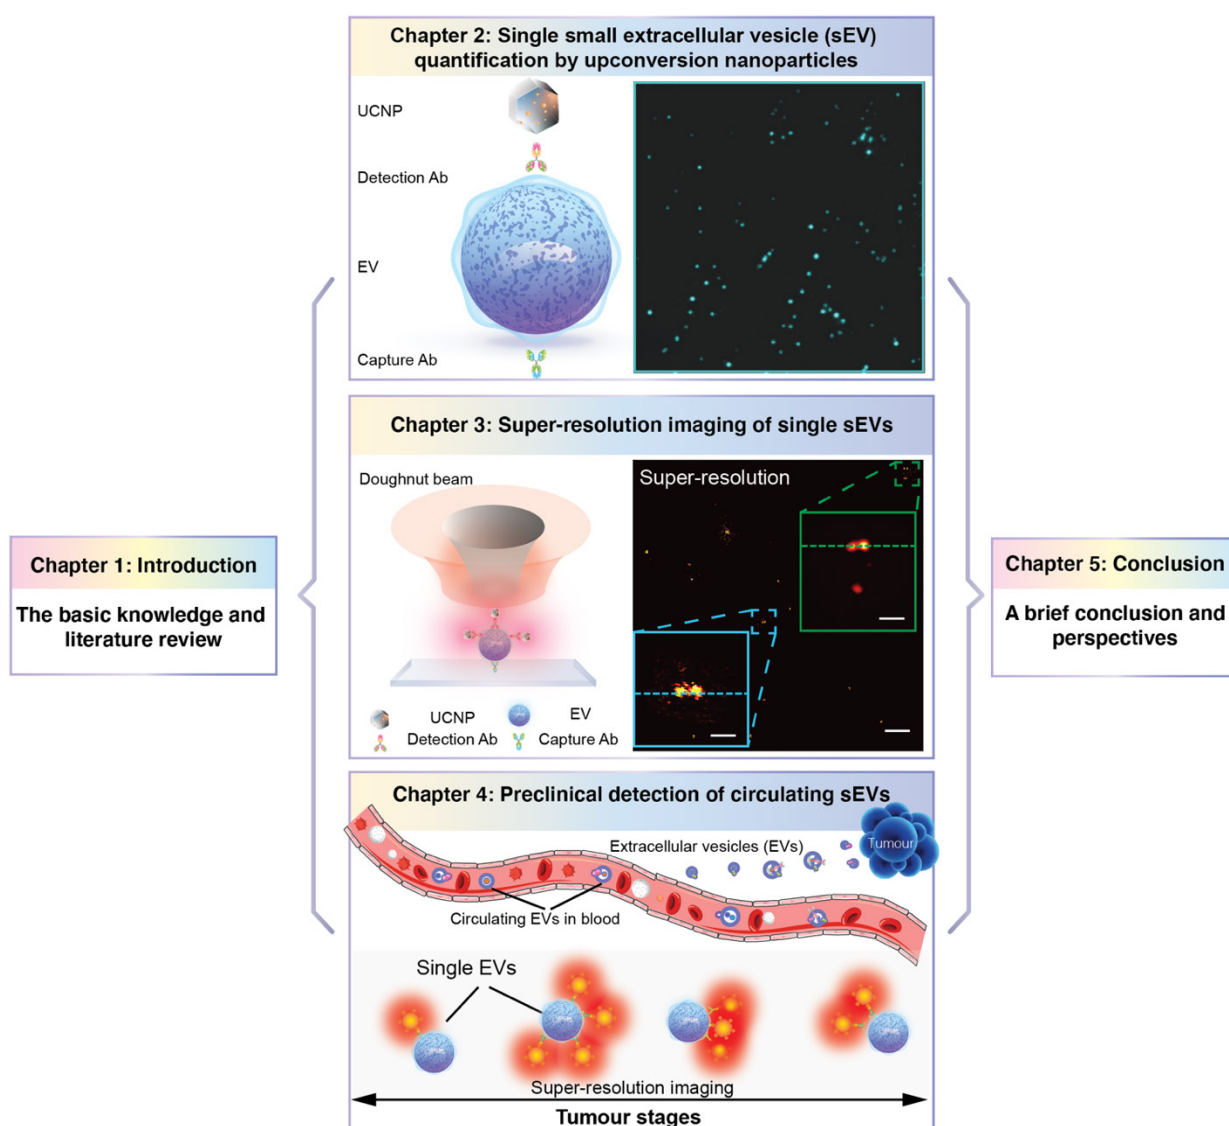 Chapter 2: Single small extracellular vesicle (sEV)
quantification by upconversion nanoparticles
UCNP
Detection Ab
EV
Capture Ab
Chapter 3: Super-resolution imaging of single sEVs
Doughnut beam
Super-resolution
UCNP
EV
Detection Ab
Capture Ab
Chapter 1: Introduction
The basic knowledge and
literature review
Chapter 5: Conclusion
A brief conclusion and
perspectives
Chapter 4: Preclinical detection of circulating sEVs
Extracellular vesicles (EVs)
Tumour
Circulating EVs in blood
Single EVs
Super-resolution imaging
Tumour stages